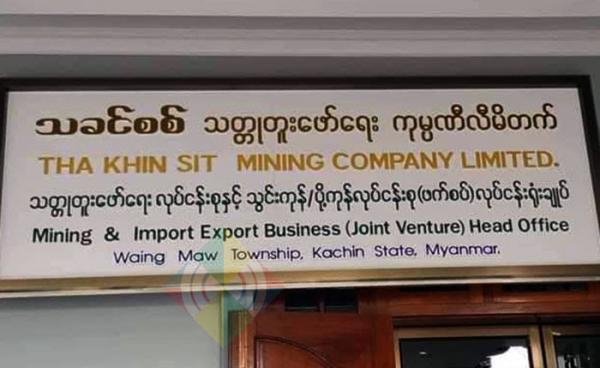 သခင်စစ် သတ္တုတူးဖော်ရေး ကုမ္ပဏီလီမိတက်
THA KHIN SIT MINING COMPANY LIMITED.
သတ္တုတူးဖော်ရေး လုပ်ငန်းစုနှင့် သွင်းကုန်/ပို့ကုန်လုပ်ငန်းစု(ဖက်စပ်)လုပ်ငန်းရုံးချုပ်
Mining & Import Export Business (Joint Venture) Head Office
Waing Maw Township, Kachin State, Myanmar.